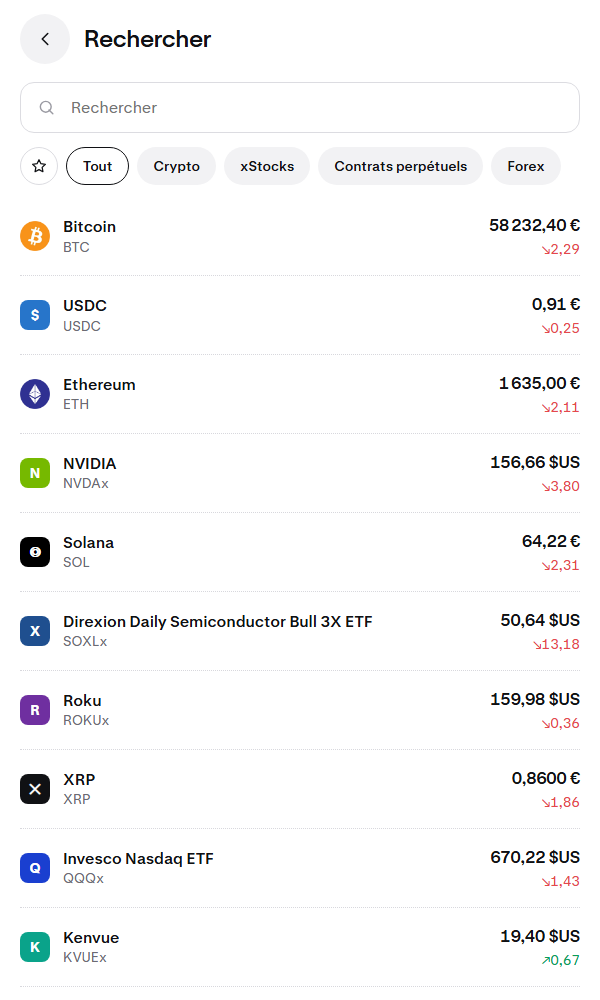 Rechercher
Rechercher
Tout Crypto xStocks Contrats perpétuels Forex
Bitcoin 58 232,40 €
BTC ↘2,29
$ USDC 0,91 €
USDC ↘0,25
Ethereum 1 635,00 €
ETH ↘2,11
N NVIDIA 156,66 $US
NVDAx ↘3,80
Solana 64,22 €
SOL ↘2,31
X Direxion Daily Semiconductor Bull 3X ETF 50,64 $US
SOXLx ↘13,18
R Roku 159,98 $US
ROKUx ↘0,36
XRP 0,8600 €
XRP ↘1,86
Q Invesco Nasdaq ETF 670,22 $US
QQQx ↘1,43
K Kenvue 19,40 $US
KVUEx ↗0,67